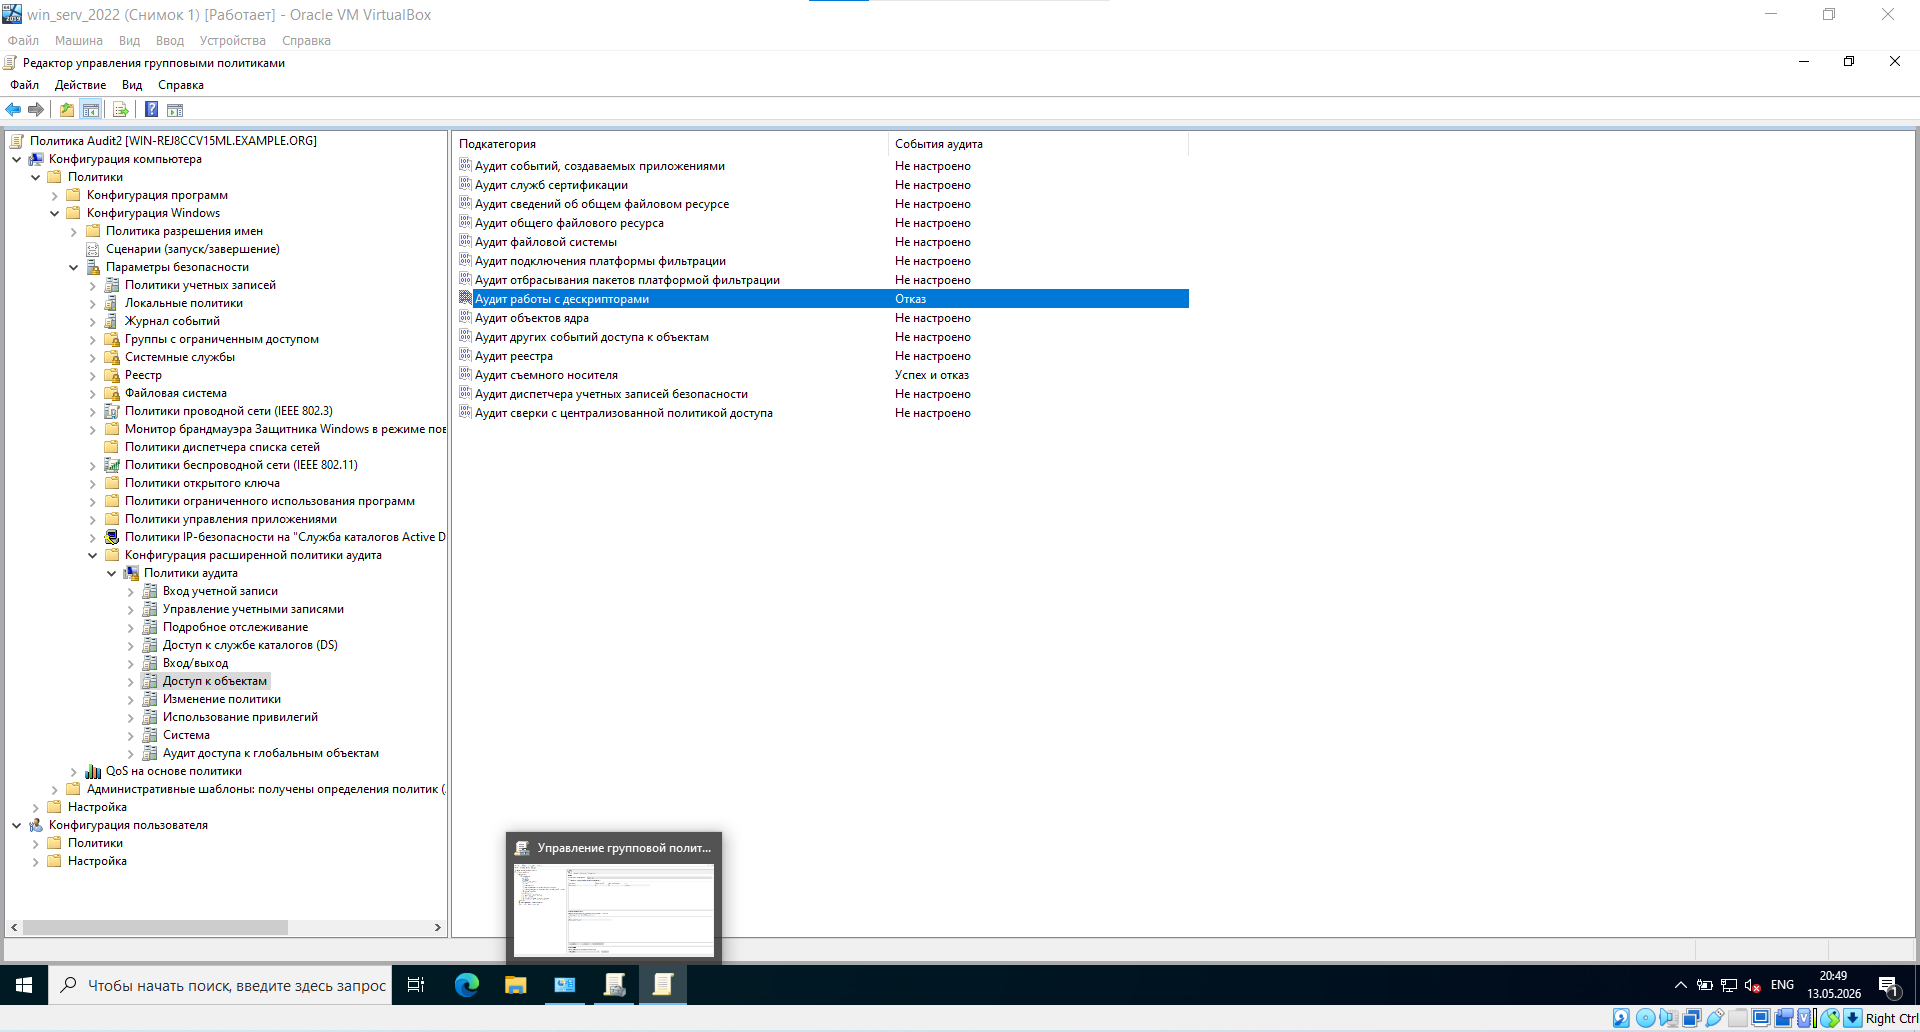 win_serv_2022 (Снимок 1) [Работает] - Oracle VM VirtualBox
Файл Машина Вид Ввод Устройства Справка
Редактор управления групповыми политиками
Файл Действие Вид Справка
Политика Audit2 [WIN-REJ8CCV15ML.EXAMPLE.ORG]
Конфигурация компьютера
Политики
Конфигурация программ
Конфигурация Windows
Политика разрешения имен
Сценарии (запуск/завершение)
Параметры безопасности
Политики учетных записей
Локальные политики
Журнал событий
Группы с ограниченным доступом
Системные службы
Реестр
Файловая система
Политики проводной сети (IEEE 802.3)
Монитор брандмауэра Защитника Windows в режиме пов
Политики диспетчера списка сетей
Политики беспроводной сети (IEEE 802.11)
Политики открытого ключа
Политики ограниченного использования программ
Политики управления приложениями
Политики IP-безопасности на "Служба каталогов Active D
Конфигурация расширенной политики аудита
Политики аудита
Вход учетной записи
Управление учетными записями
Подробное отслеживание
Доступ к службе каталогов (DS)
Вход/выход
Доступ к объектам
Изменение политики
Использование привилегий
Система
Аудит доступа к глобальным объектам
QoS на основе политики
Административные шаблоны: получены определения политик (.
Настройка
Конфигурация пользователя
Политики
Настройка
Подкатегория События аудита
Аудит событий, создаваемых приложениями Не настроено
Аудит служб сертификации Не настроено
Аудит сведений об общем файловом ресурсе Не настроено
Аудит общего файлового ресурса Не настроено
Аудит файловой системы Не настроено
Аудит подключения платформы фильтрации Не настроено
Аудит отбрасывания пакетов платформой фильтрации Не настроено
Аудит работы с дескрипторами Отказ
Аудит объектов ядра Не настроено
Аудит других событий доступа к объектам Не настроено
Аудит реестра Не настроено
Аудит съемного носителя Успех и отказ
Аудит диспетчера учетных записей безопасности Не настроено
Аудит сверки с централизованной политикой доступа Не настроено
Управление групповой полит...
Чтобы начать поиск, введите здесь запрос
ENG
20:49
13.05.2026
1
Right Ctrl